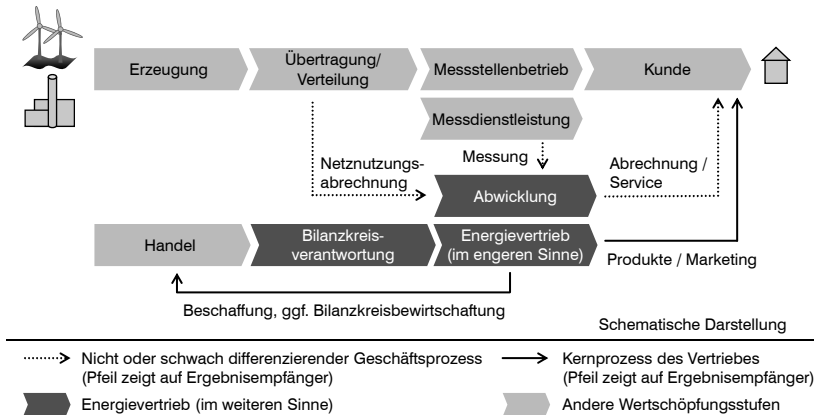 Erzeugung
Übertragung/
Verteilung
Messstellenbetrieb
Kunde
Messdienstleistung
Netznutzungs-
abrechnung
Messung
Abrechnung /
Service
Abwicklung
Handel
Bilanzkreis-
verantwortung
Energievertrieb
(im engeren Sinne)
Produkte / Marketing
Beschaffung, ggf. Bilanzkreisbewirtschaftung
Schematische Darstellung
Nicht oder schwach differenzierender Geschäftsprozess
(Pfeil zeigt auf Ergebnisempfänger)
Kernprozess des Vertriebes
(Pfeil zeigt auf Ergebnisempfänger)
Energievertrieb (im weiteren Sinne)
Andere Wertschöpfungsstufen